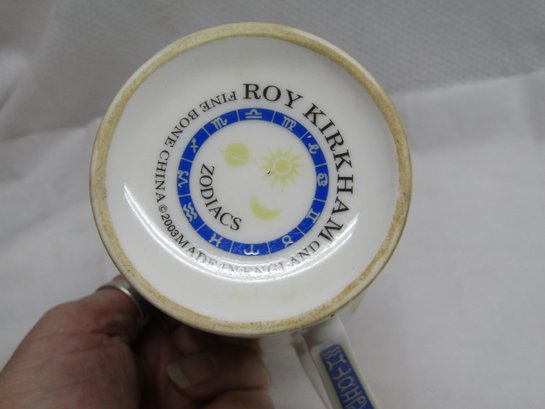 ROY KIRKHAM
FINE BONE CHINA ©2003 MADE IN ENGLAND
ZODIACS